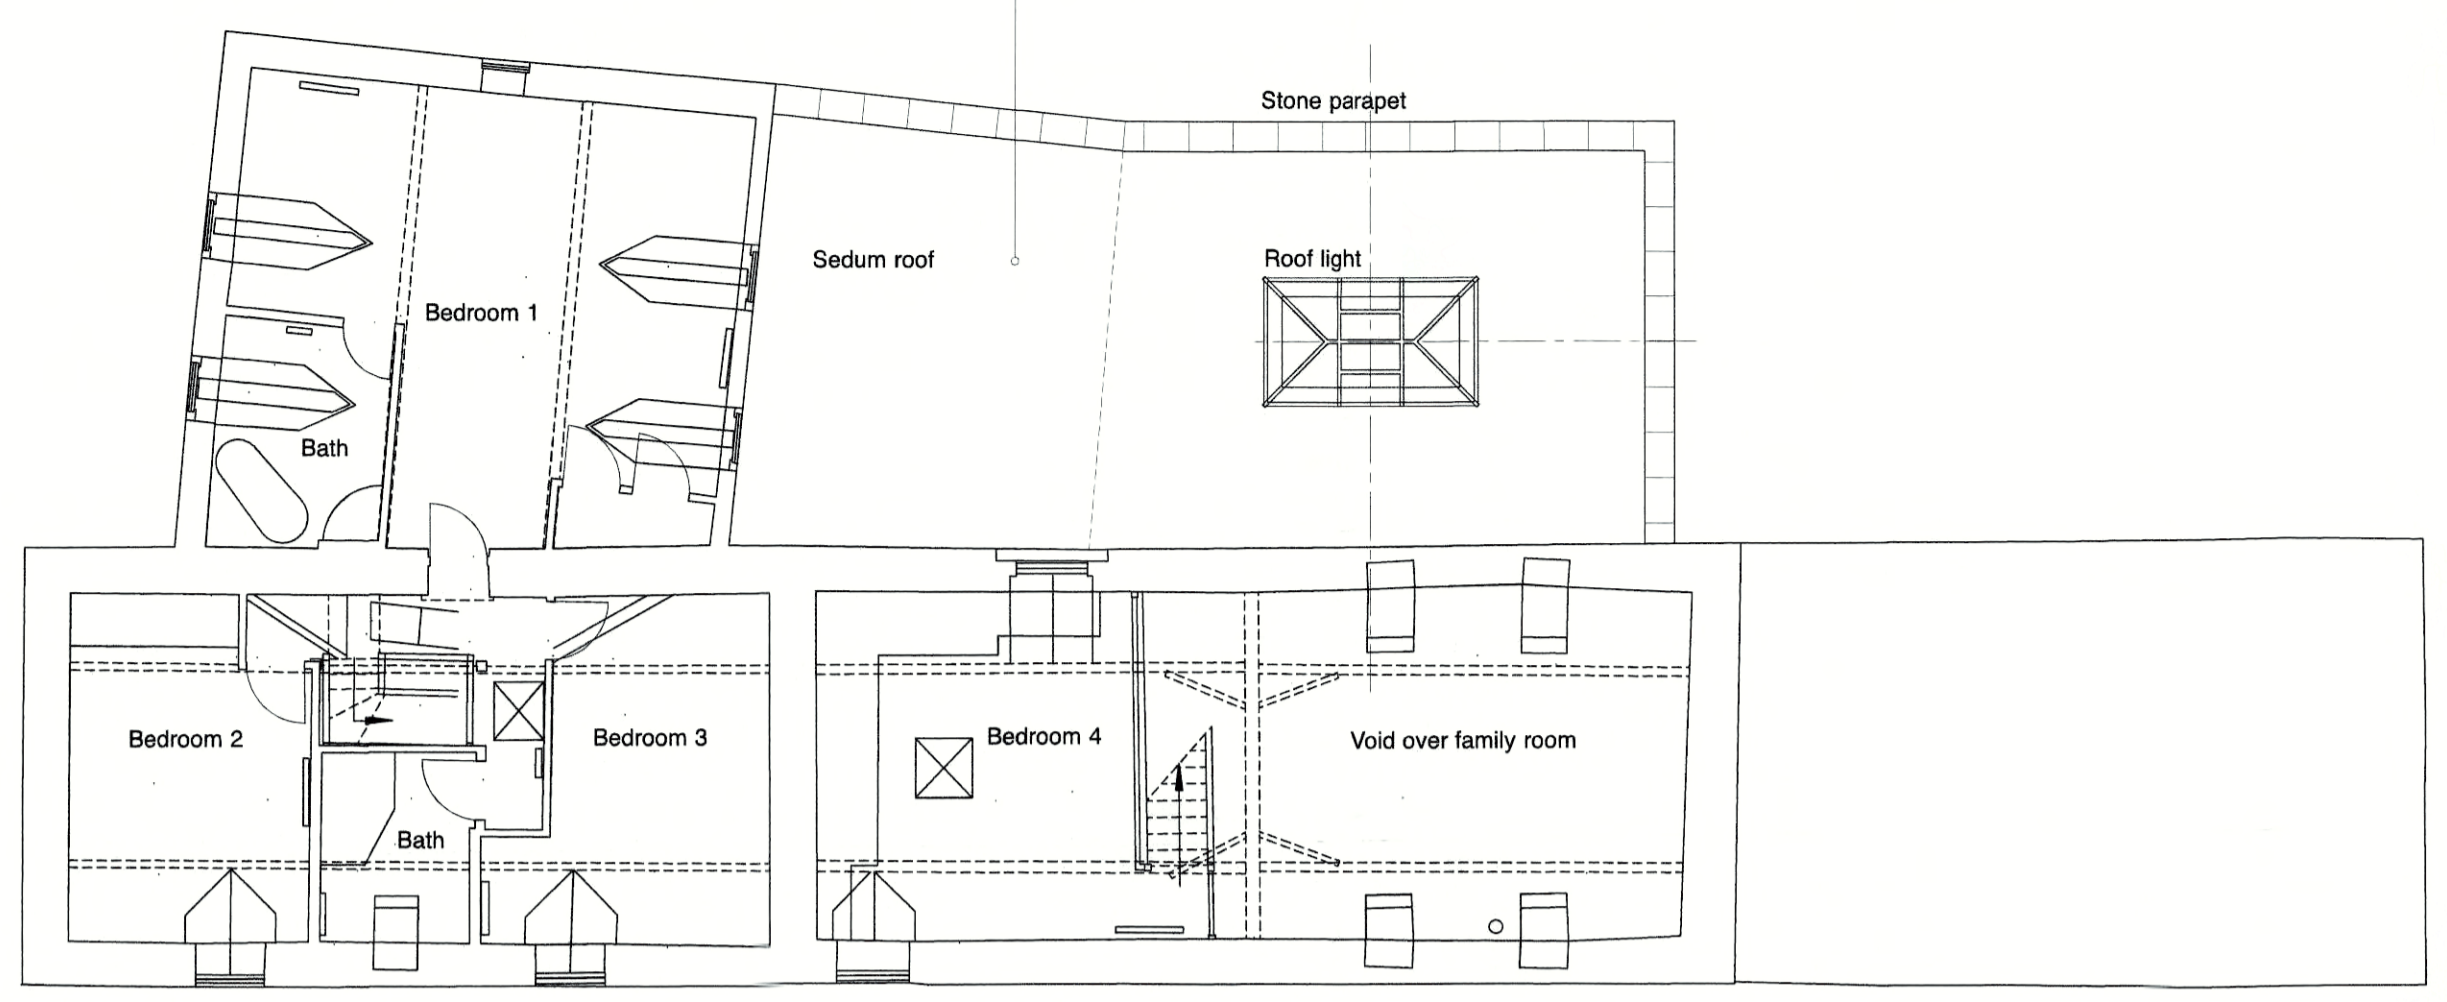 Stone parapet
Sedum roof
Roof light
Bedroom 1
Bath
Bedroom 2
Bedroom 3
Bedroom 4
Void over family room
Bath